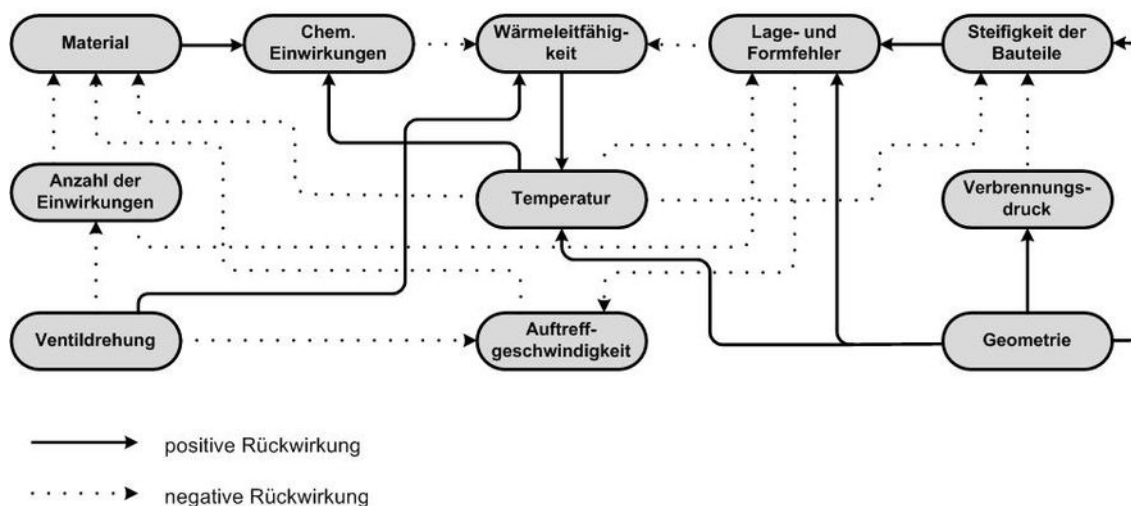 Material
Chem.
Einwirkungen
Wärmeleitfähig-
keit
Lage- und
Formfehler
Steifigkeit der
Bauteile
Anzahl der
Einwirkungen
Temperatur
Verbrennungs-
druck
Ventildrehung
Auftreff-
geschwindigkeit
Geometrie
positive Rückwirkung
negative Rückwirkung